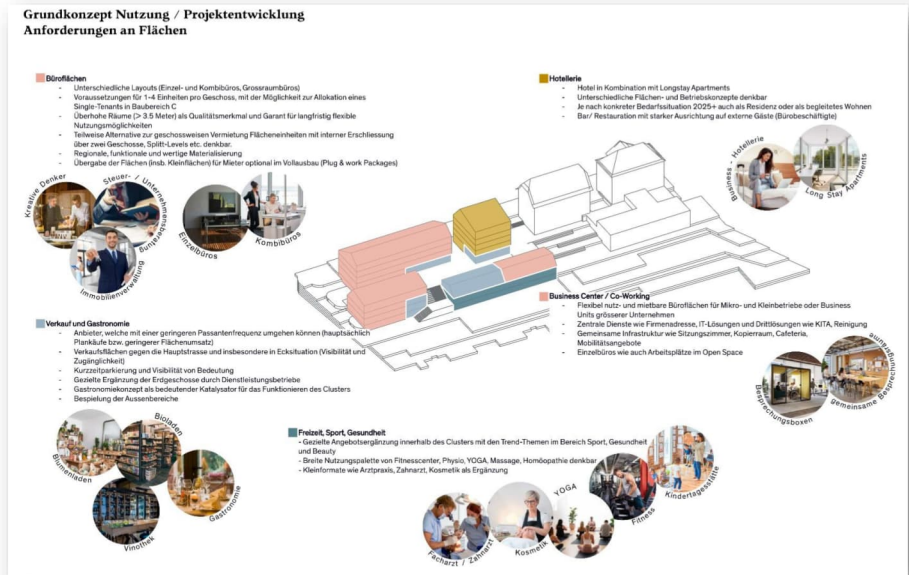 Grundkonzept Nutzung / Projektentwicklung
Anforderungen an Flächen
Büroflächen
- Unterschiedliche Layouts (Einzel- und Kombibüros, Grossraumbüros)
- Voraussetzungen für 1-4 Einheiten pro Geschoss, mit der Möglichkeit zur Allokation eines
Single-Tenants in Baubereich C
- Überhohe Räume (> 3.5 Meter) als Qualitätsmerkmal und Garant für langfristig flexible
Nutzungsmöglichkeiten
- Teilweise Alternative zur geschossweisen Vermietung Flächeneinheiten mit interner Erschliessung
über zwei Geschosse, Splitt-Levels etc. denkbar.
- Regionale, funktionale und wertige Materialisierung
- Übergabe der Flächen (insb. Kleinflächen) für Mieter optional im Vollausbau (Plug & work Packages)
Kreative Denker
Steuer- / Unternehmensberatung
Immobilienverwaltung
Einzelbüros
Kombibüros
Hotellerie
- Hotel in Kombination mit Longstay Apartments
- Unterschiedliche Flächen- und Betriebskonzepte denkbar
- Je nach konkreter Bedarfssituation 2025+ auch als Residenz oder als begleitetes Wohnen
- Bar/ Restauration mit starker Ausrichtung auf externe Gäste (Bürobeschäftigte)
Business - Hotellerie
Long Stay Apartments
Verkauf und Gastronomie
- Anbieter, welche mit einer geringeren Passantenfrequenz umgehen können (hauptsächlich
Plankäufe bzw. geringerer Flächenumsatz)
- Verkaufsflächen gegen die Hauptstrasse und insbesondere in Ecksituation (Visibilität und
Zugänglichkeit)
- Kurzzeitparkierung und Visibilität von Bedeutung
- Gezielte Ergänzung der Erdgeschosse durch Dienstleistungsbetriebe
- Gastronomiekonzept als bedeutender Katalysator für das Funktionieren des Clusters
- Bespielung der Aussenbereiche
Blumenladen
Bioladen
Vinothek
Gastronomie
Business Center / Co-Working
- Flexibel nutz- und mietbare Büroflächen für Mikro- und Kleinbetriebe oder Business
Units grösserer Unternehmen
- Zentrale Dienste wie Firmenadresse, IT-Lösungen und Drittlösungen wie KITA, Reinigung
- Gemeinsame Infrastruktur wie Sitzungszimmer, Kopierraum, Cafeteria,
Mobilitätsangebote
- Einzelbüros wie auch Arbeitsplätze im Open Space
Besprechungsboxen
gemeinsame Besprechungsräume
Freizeit, Sport, Gesundheit
- Gezielte Angebotsergänzung innerhalb des Clusters mit den Trend-Themen im Bereich Sport, Gesundheit
und Beauty
- Breite Nutzungspalette von Fitnesscenter, Physio, YOGA, Massage, Homöopathie denkbar
- Kleinformate wie Arztpraxis, Zahnarzt, Kosmetik als Ergänzung
Facharzt / Zahnarzt
Kosmetik
YOGA
Fitness
Kindertagesstätte